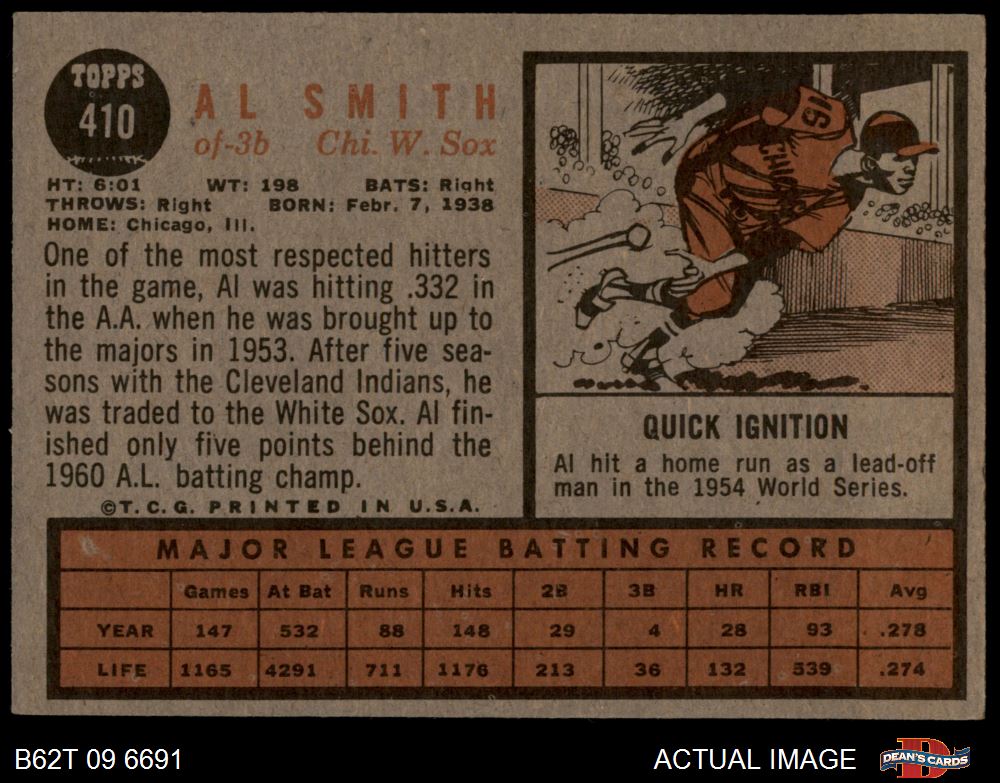 TOPPS
410
AL SMITH
of-3b Chi. W. Sox
HT: 6:01 WT: 198 BATS: Right
THROWS: Right BORN: Febr. 7, 1938
HOME: Chicago, Ill.
One of the most respected hitters
in the game, Al was hitting .332 in
the A.A. when he was brought up to
the majors in 1953. After five sea-
sons with the Cleveland Indians, he
was traded to the White Sox. Al fin-
ished only five points behind the
1960 A.L. batting champ.
©T.C.G. PRINTED IN U.S.A.
16
CHICAGO
QUICK IGNITION
Al hit a home run as a lead-off
man in the 1954 World Series.
MAJOR LEAGUE BATTING RECORD
Games At Bat Runs Hits 2B 3B HR RBI Avg
YEAR 147 532 88 148 29 4 28 93 .278
LIFE 1165 4291 711 1176 213 36 132 539 .274
B62T 09 6691 ACTUAL IMAGE DEAN'S CARDS